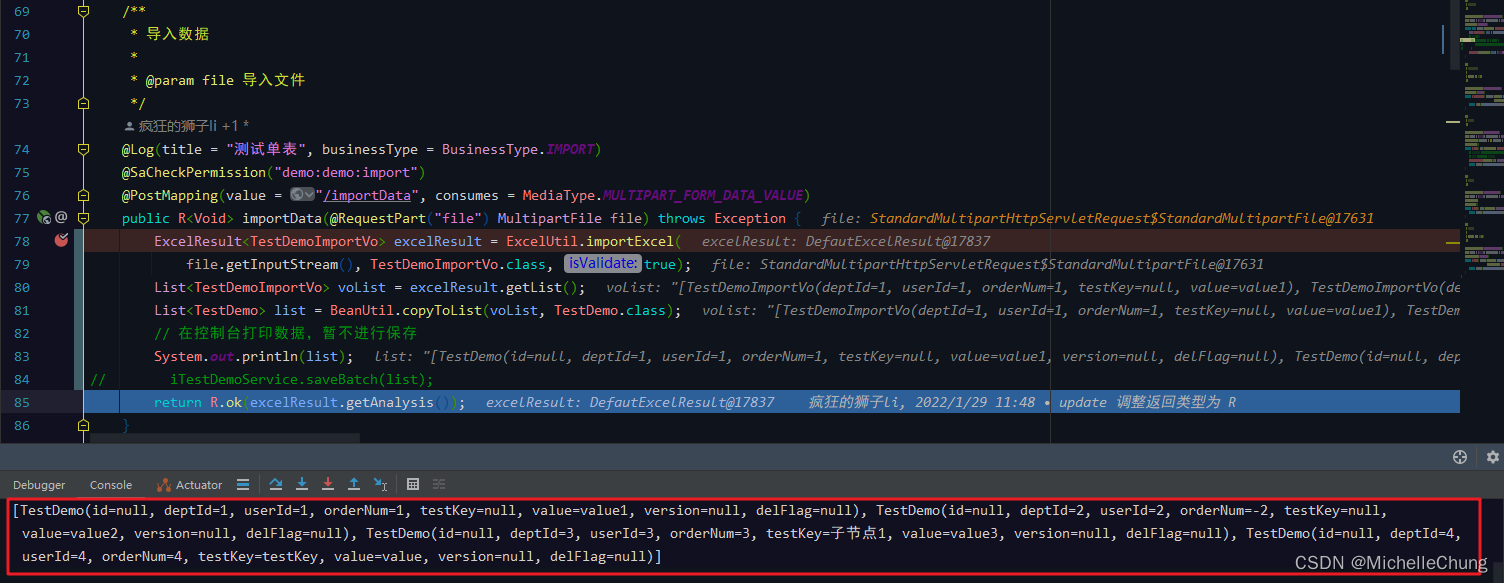 69 /**
70 * 导入数据
71 *
72 * @param file 导入文件
73 */
疯狂的狮子li +1 *
74 @Log(title = "测试单表", businessType = BusinessType.IMPORT)
75 @SaCheckPermission("demo:demo:import")
76 @PostMapping(value = "/importData", consumes = MediaType.MULTIPART_FORM_DATA_VALUE)
77 public R<Void> importData(@RequestPart("file") MultipartFile file) throws Exception { file: StandardMultipartHttpServletRequest$StandardMultipartFile@17631
78 ExcelResult<TestDemoImportVo> excelResult = ExcelUtil.importExcel( excelResult: DefautExcelResult@17837
79 file.getInputStream(), TestDemoImportVo.class, isValidate: true); file: StandardMultipartHttpServletRequest$StandardMultipartFile@17631
80 List<TestDemoImportVo> voList = excelResult.getList(); voList: "[TestDemoImportVo(deptId=1, userId=1, orderNum=1, testKey=null, value=value1), TestDemoImportVo(de
81 List<TestDemo> list = BeanUtil.copyToList(voList, TestDemo.class); voList: "[TestDemoImportVo(deptId=1, userId=1, orderNum=1, testKey=null, value=value1), TestDem
82 // 在控制台打印数据，暂不进行保存
83 System.out.println(list); list: "[TestDemo(id=null, deptId=1, userId=1, orderNum=1, testKey=null, value=value1, version=null, delFlag=null), TestDemo(id=null, dep
84 // iTestDemoService.saveBatch(list);
85 return R.ok(excelResult.getAnalysis()); excelResult: DefautExcelResult@17837 疯狂的狮子li, 2022/1/29 11:48 • update 调整返回类型为 R
86 }
Debugger Console Actuator
[TestDemo(id=null, deptId=1, userId=1, orderNum=1, testKey=null, value=value1, version=null, delFlag=null), TestDemo(id=null, deptId=2, userId=2, orderNum=-2, testKey=null,
value=value2, version=null, delFlag=null), TestDemo(id=null, deptId=3, userId=3, orderNum=3, testKey=子节点1, value=value3, version=null, delFlag=null), TestDemo(id=null, deptId=4,
userId=4, orderNum=4, testKey=testKey, value=value, version=null, delFlag=null)]
CSDN @MichelleChung